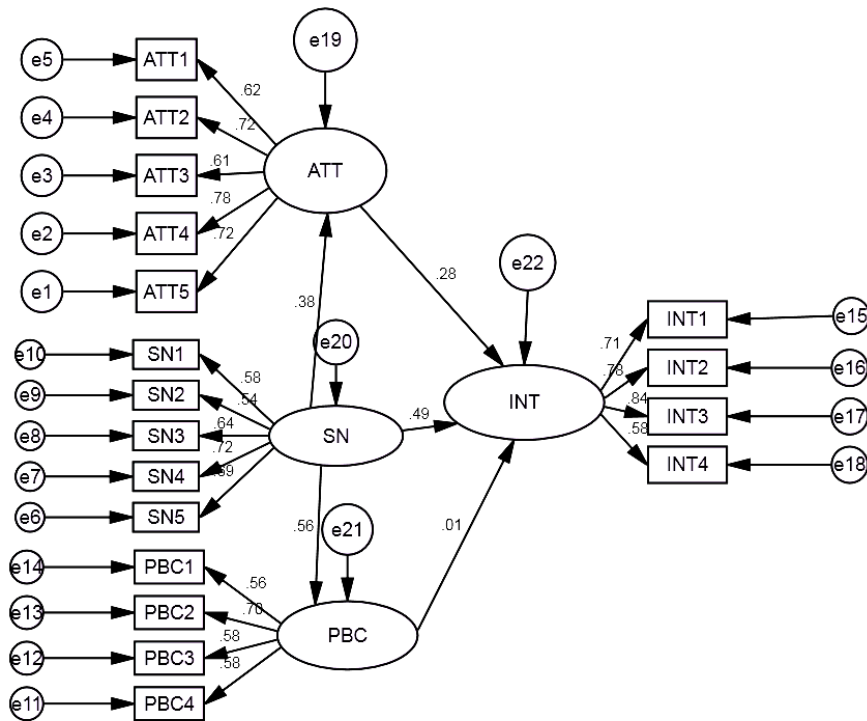 e19
e5
ATT1
.62
e4
ATT2
.72
e3
ATT3
.61
ATT
e2
ATT4
.78
e1
ATT5
.72
.28
e22
.38
e20
e10
SN1
.58
e9
SN2
.54
e8
SN3
.64
SN
.49
INT
e7
SN4
.72
e6
SN5
.71
INT1
e15
.78
INT2
e16
.84
INT3
e17
.58
INT4
e18
.56
e21
.01
e14
PBC1
.56
e13
PBC2
.70
PBC
e12
PBC3
.58
e11
PBC4
.58